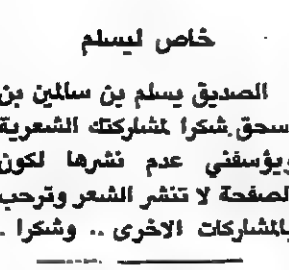 خاص ليسلم
الصديق يسلم بن سالمين بن
سحق. شكرا لمشاركتك الشعرية
ويؤسفني عدم نشرها لكون
لصفحة لا تنشر الشعر وترحب
بالمشاركات الاخرى .. وشكرا .